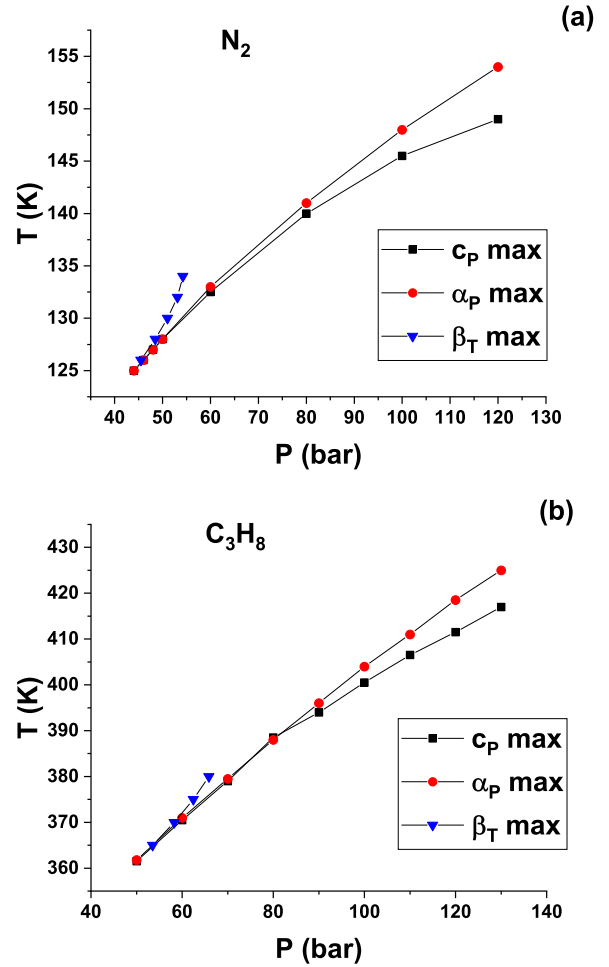 (a)
N2
155
150
145
140
135
130
125
T (K)
cP max
αP max
βT max
40 50 60 70 80 90 100 110 120 130
P (bar)
(b)
C3H8
430
420
410
400
390
380
370
360
T (K)
cP max
αP max
βT max
40 60 80 100 120 140
P (bar)